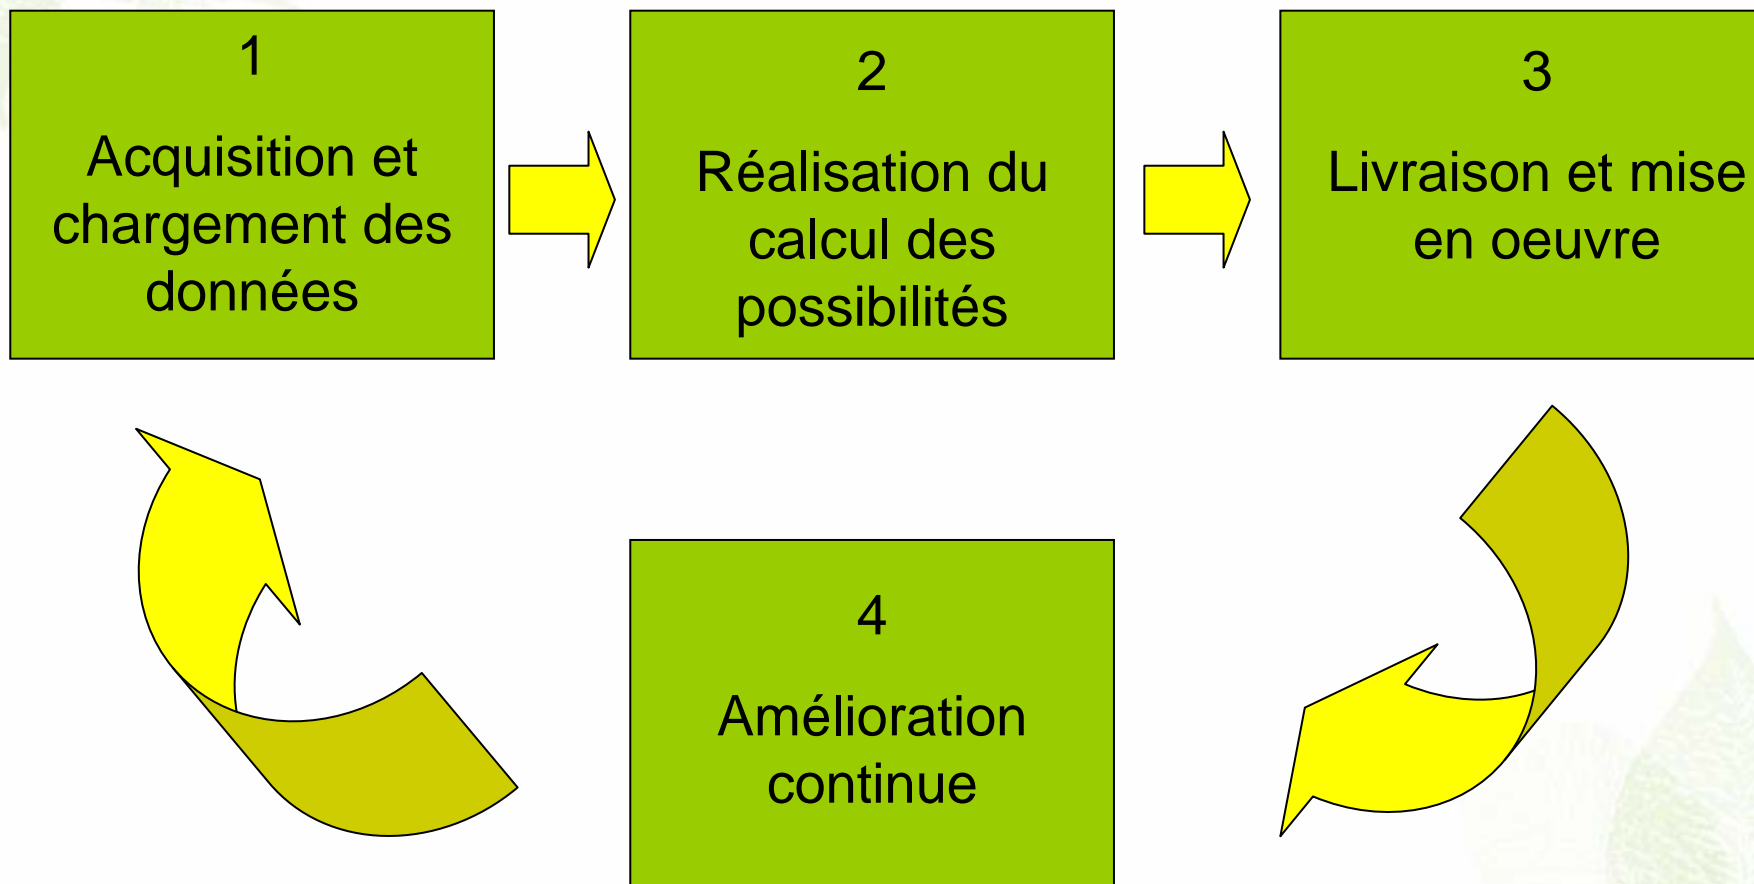 1
Acquisition et
chargement des
données
2
Réalisation du
calcul des
possibilités
3
Livraison et mise
en oeuvre
4
Amélioration
continue